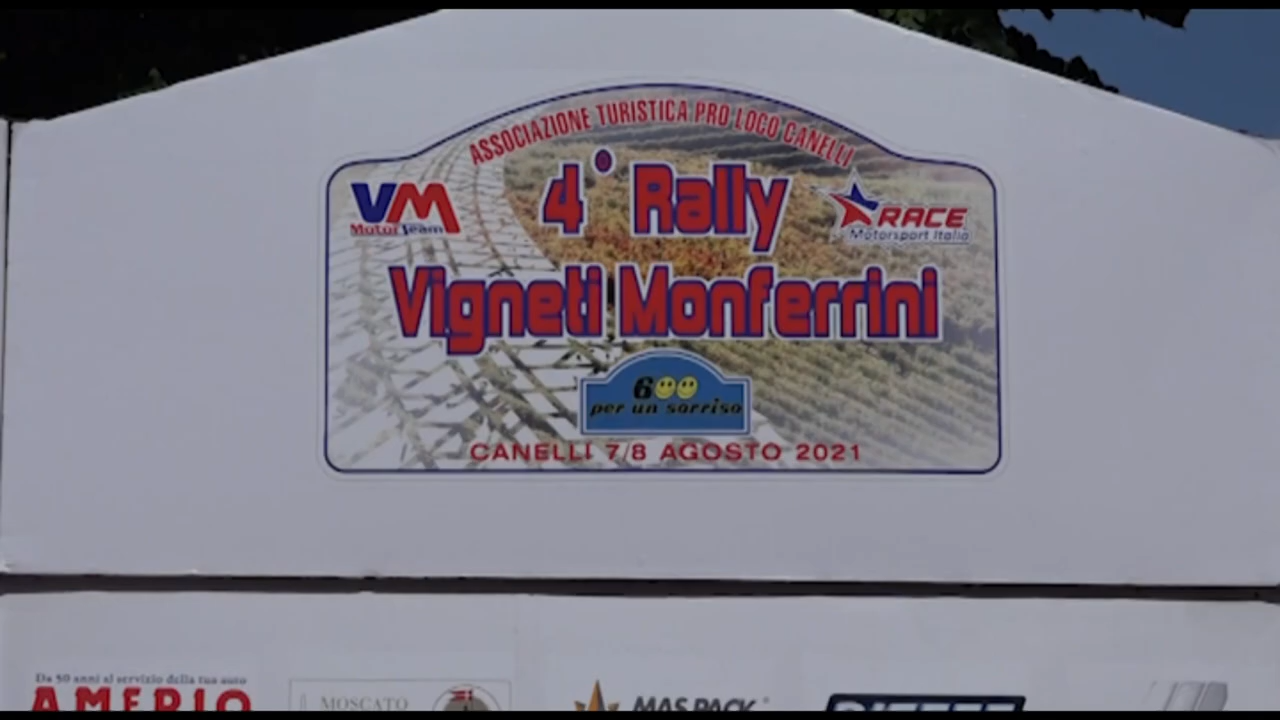 ASSOCIAZIONE TURISTICA PRO LOCO CANELLI
4° Rally
VM
Motor Team
RACE
Motorsport Italia
Vigneti Monferrini
600
per un sorriso
CANELLI 7/8 AGOSTO 2021
Da 50 anni al servizio della tua auto
AMERIO
MOSCATO
MAS PACK